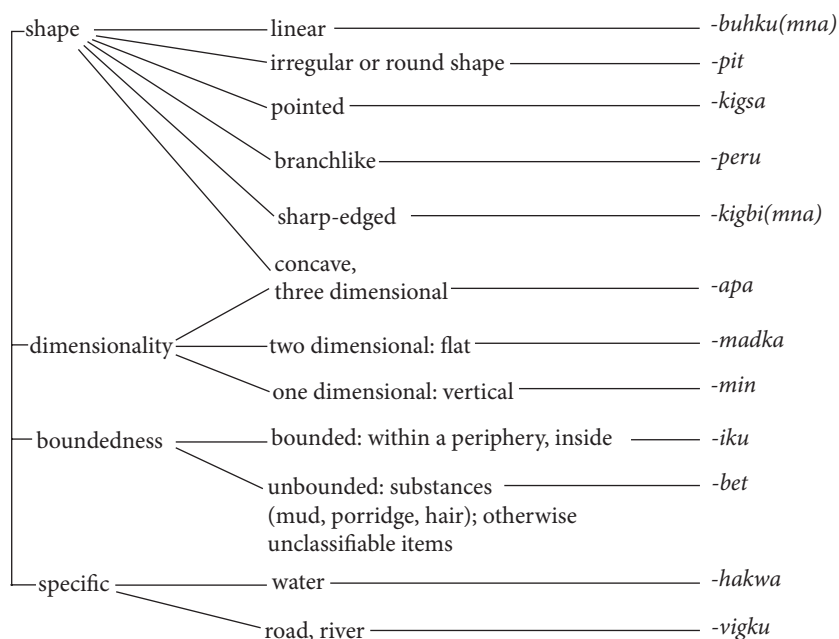 shape linear -buhku(mna)
irregular or round shape -pit
pointed -kigsa
branchlike -peru
sharp-edged -kigbi(mna)
concave,
three dimensional -apa
dimensionality two dimensional: flat -madka
one dimensional: vertical -min
boundedness bounded: within a periphery, inside -iku
unbounded: substances -bet
(mud, porridge, hair); otherwise
unclassifiable items
specific water -hakwa
road, river -vigku